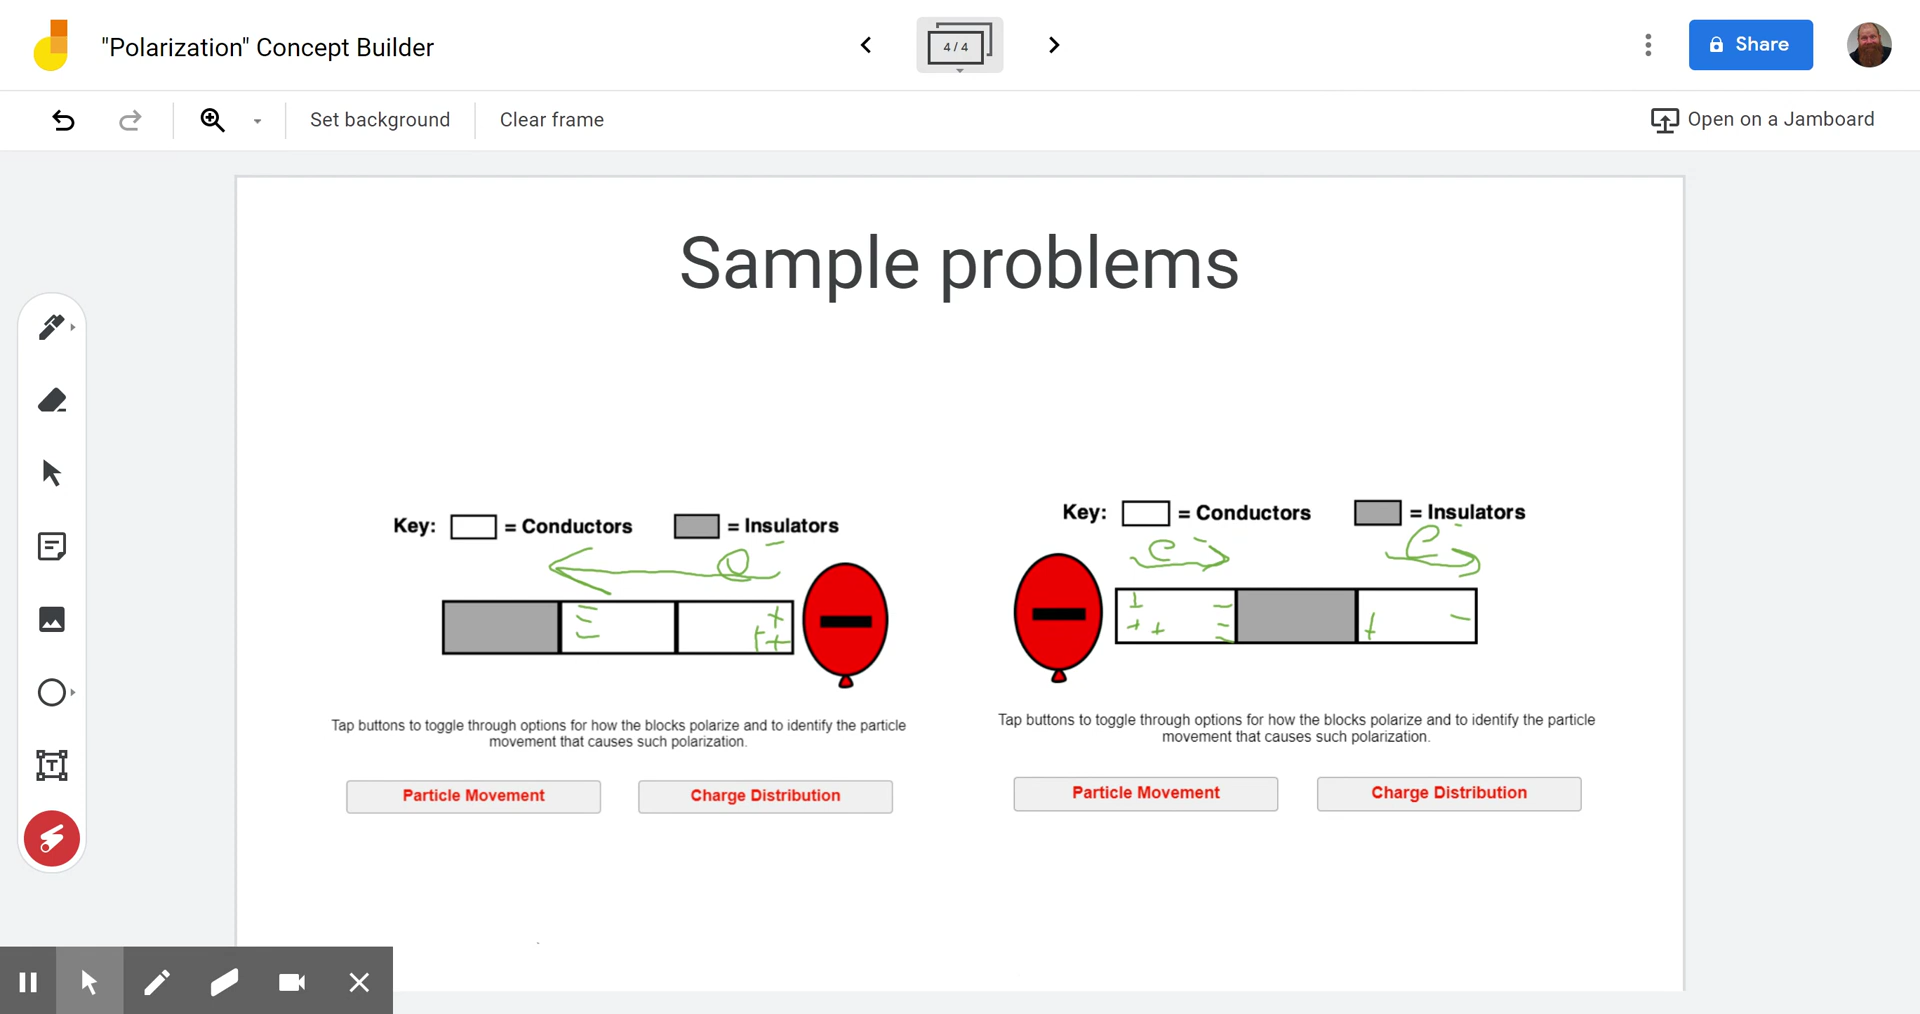 "Polarization" Concept Builder
4 / 4
Share
Set background
Clear frame
Open on a Jamboard
Sample problems
Key: = Conductors = Insulators
e-
+
+ +
Tap buttons to toggle through options for how the blocks polarize and to identify the particle
movement that causes such polarization.
Particle Movement
Charge Distribution
Key: = Conductors = Insulators
e- e-
+ -
+ + - + -
-
Tap buttons to toggle through options for how the blocks polarize and to identify the particle
movement that causes such polarization.
Particle Movement
Charge Distribution